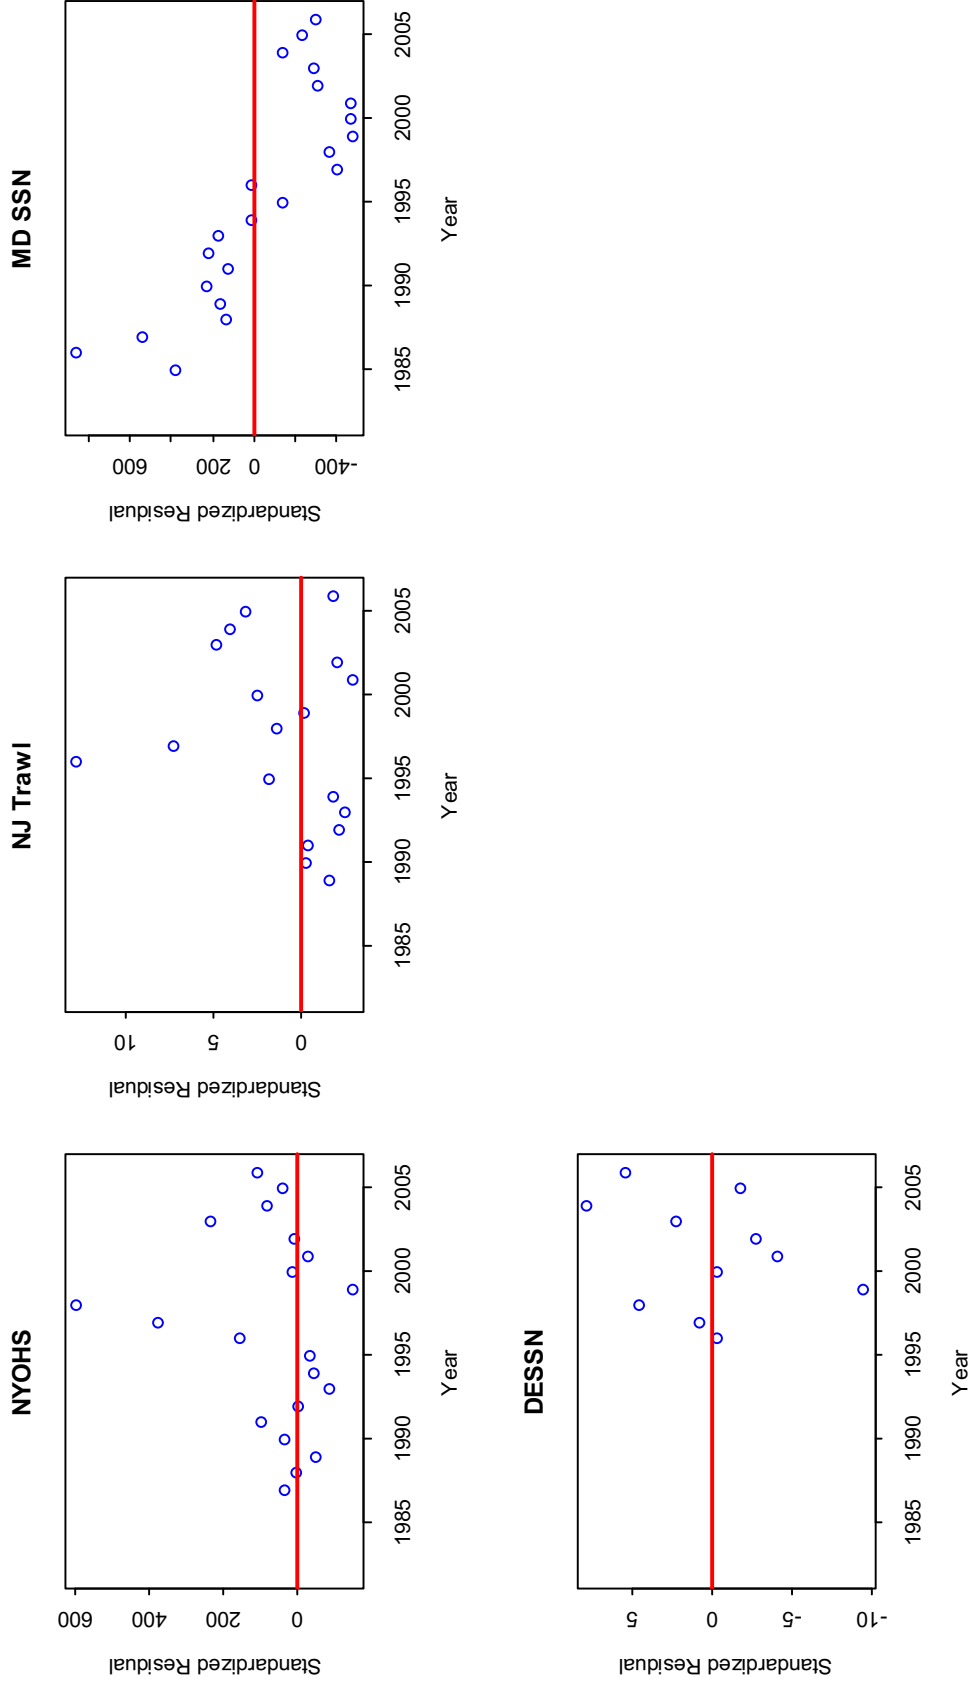 NYOHS
Standardized Residual
600
400
200
0
1985
1990
1995
2000
2005
Year
NJ Trawl
Standardized Residual
10
5
0
1985
1990
1995
2000
2005
Year
MD SSN
Standardized Residual
600
200
0
-400
1985
1990
1995
2000
2005
Year
DESSN
Standardized Residual
5
0
-5
-10
1985
1990
1995
2000
2005
Year